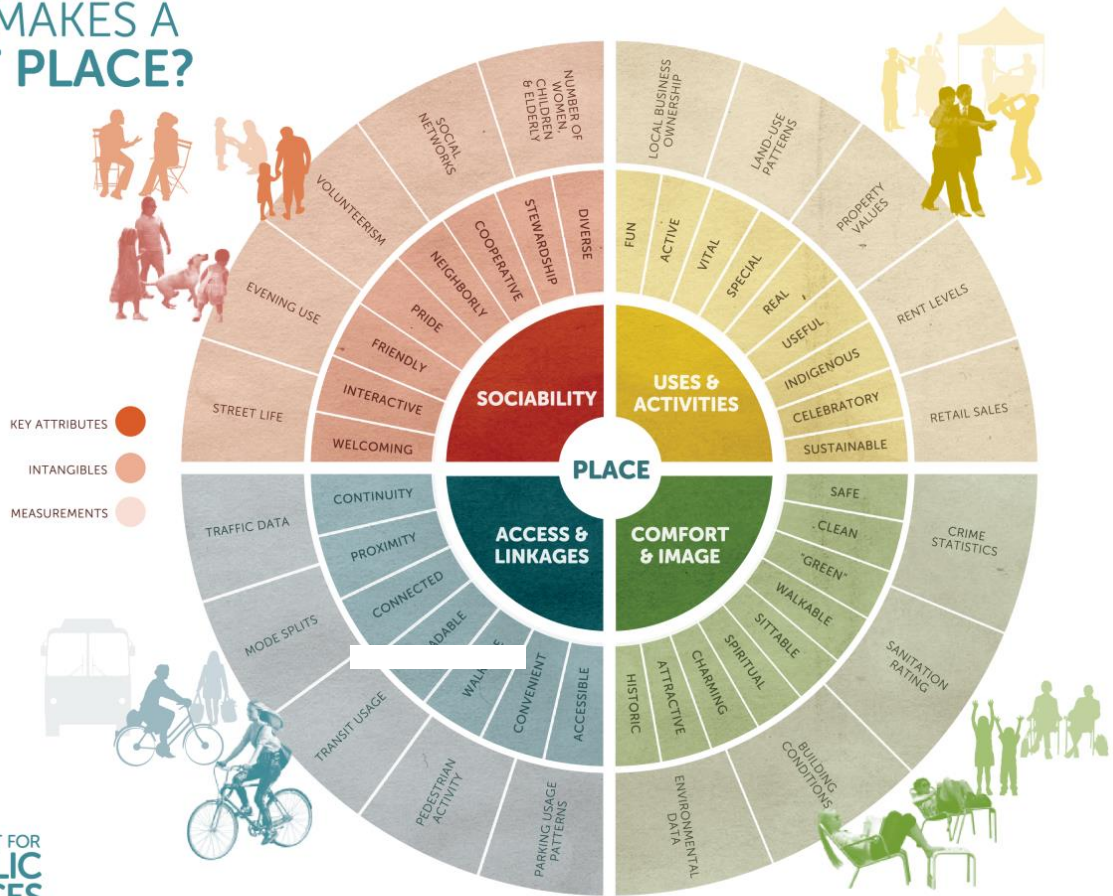 MAKES A
PLACE?
KEY ATTRIBUTES
INTANGIBLES
MEASUREMENTS
PLACE
SOCIABILITY
USES &
ACTIVITIES
ACCESS &
LINKAGES
COMFORT
& IMAGE
STREET LIFE
EVENING USE
VOLUNTEERISM
SOCIAL
NETWORKS
NUMBER OF
WOMEN,
CHILDREN
& ELDERLY
WELCOMING
INTERACTIVE
FRIENDLY
PRIDE
NEIGHBORLY
COOPERATIVE
STEWARDSHIP
DIVERSE
FUN
ACTIVE
VITAL
SPECIAL
REAL
USEFUL
INDIGENOUS
CELEBRATORY
SUSTAINABLE
LOCAL BUSINESS
OWNERSHIP
LAND-USE
PATTERNS
PROPERTY
VALUES
RENT LEVELS
RETAIL SALES
SAFE
CLEAN
"GREEN"
WALKABLE
SITTABLE
SPIRITUAL
CHARMING
ATTRACTIVE
HISTORIC
CRIME
STATISTICS
SANITATION
RATING
BUILDING
CONDITIONS
ENVIRONMENTAL
DATA
CONTINUITY
PROXIMITY
CONNECTED
CONVENIENT
ACCESSIBLE
TRAFFIC DATA
MODE SPLITS
TRANSIT USAGE
PEDESTRIAN
ACTIVITY
PARKING USAGE
PATTERNS
FOR